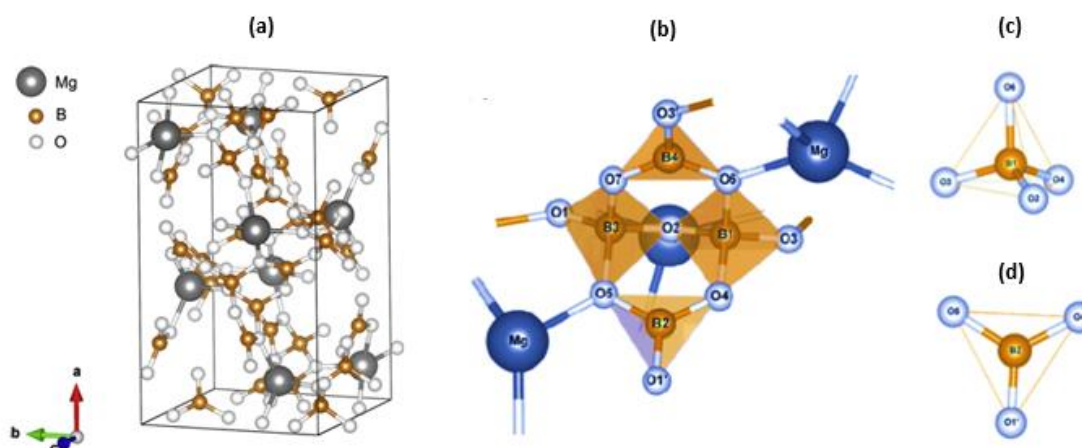 (a)
(b)
(c)
(d)
Mg
B
O
a
b
O3'
B4
O7
O6
Mg
O1
B3
O2
B1
O3
O5
O4
B2
Mg
O1'
O6
B1
O3
O4
O2
O5
B2
O1'